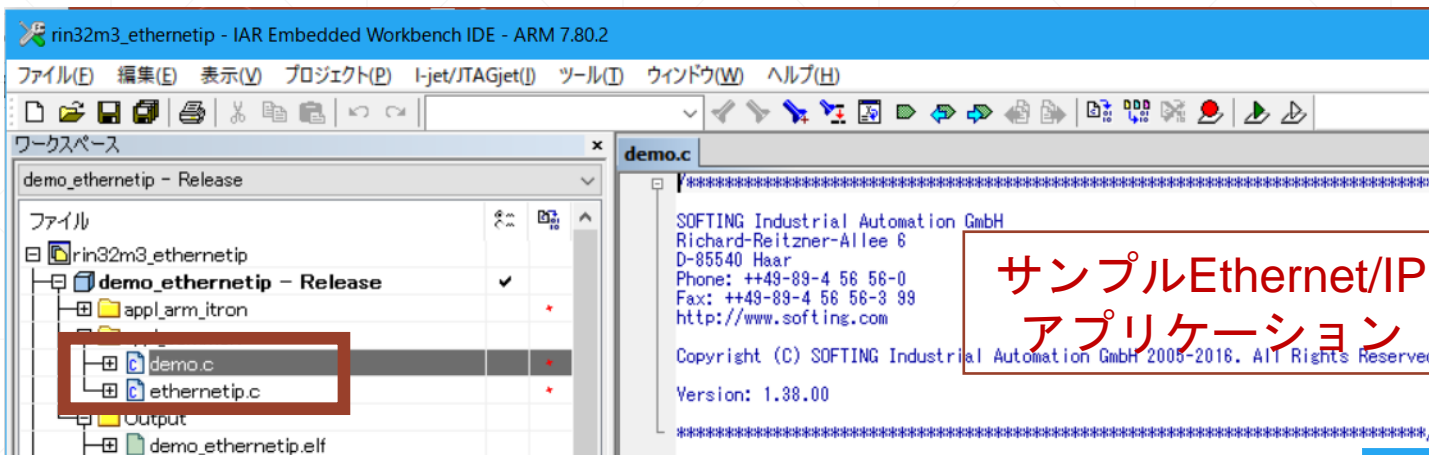 rin32m3_ethernetip - IAR Embedded Workbench IDE - ARM 7.80.2
ファイル(F) 編集(E) 表示(V) プロジェクト(P) I-jet/JTAGjet(J) ツール(T) ウィンドウ(W) ヘルプ(H)
ワークスペース
demo_ethernetip - Release
ファイル
rin32m3_ethernetip
demo_ethernetip - Release
appl_arm_itron
demo.c
ethernetip.c
Output
demo_ethernetip.elf
demo.c
/******************************************************************************
SOFTING Industrial Automation GmbH
Richard-Reitzner-Allee 6
D-85540 Haar
Phone: ++49-89-4 56 56-0
Fax: ++49-89-4 56 56-3 99
http://www.softing.com
Copyright (C) SOFTING Industrial Automation GmbH 2005-2016. All Rights Reserved
Version: 1.38.00
******************************************************************************/
サンプルEthernet/IP
アプリケーション